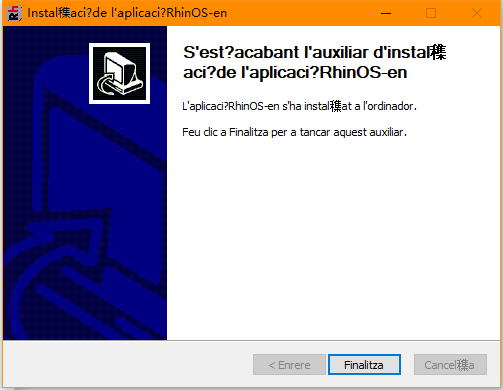 Instal穕aci?de l'aplicaci?RhinOS-en
S'est?acabant l'auxiliar d'instal穕
aci?de l'aplicaci?RhinOS-en
L'aplicaci?RhinOS-en s'ha instal穕at a l'ordinador.
Feu clic a Finalitza per a tancar aquest auxiliar.
< Enrere
Finalitza
Cancel穕a